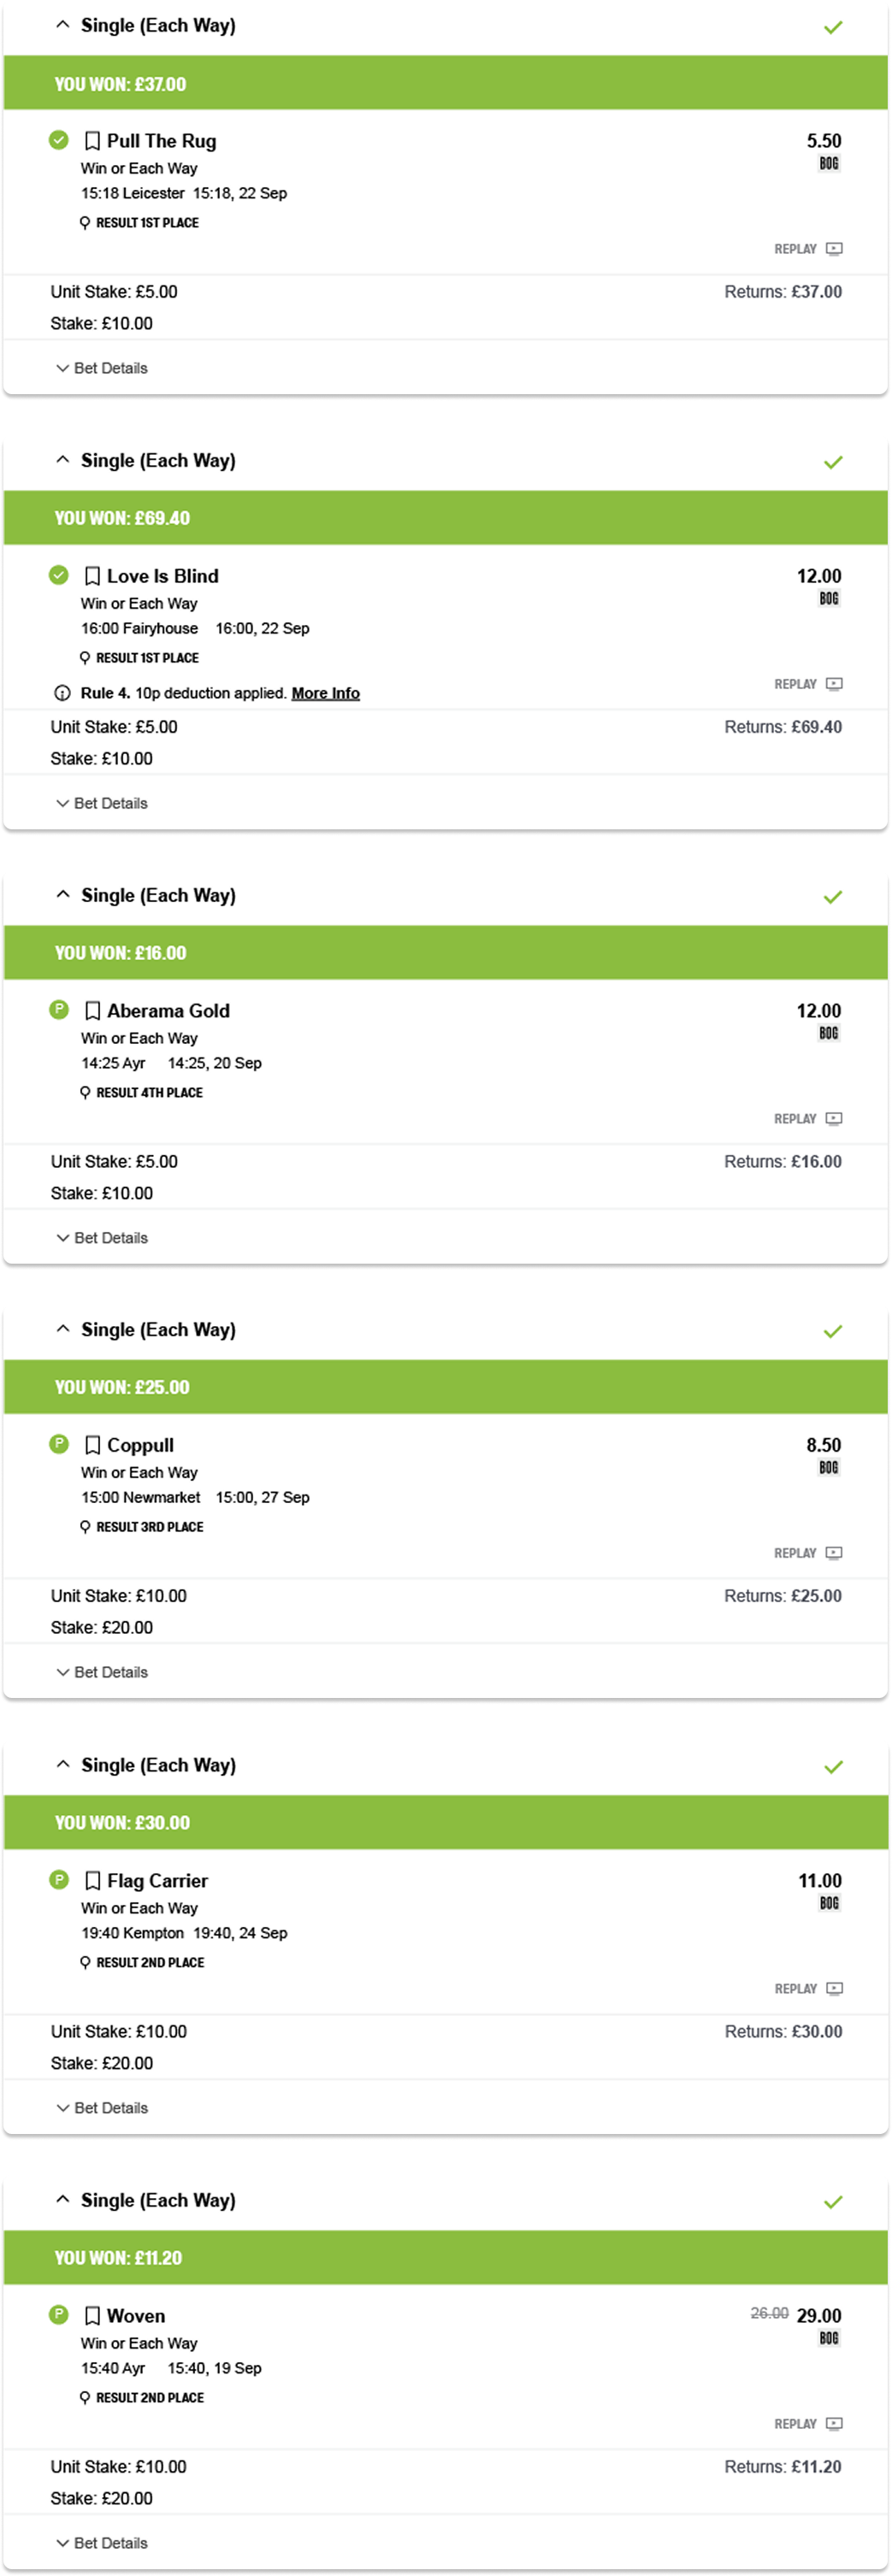 Single (Each Way)
YOU WON: £37.00
Pull The Rug 5.50
Win or Each Way BOG
15:18 Leicester 15:18, 22 Sep
RESULT 1ST PLACE
REPLAY
Unit Stake: £5.00 Returns: £37.00
Stake: £10.00
Bet Details
Single (Each Way)
YOU WON: £69.40
Love Is Blind 12.00
Win or Each Way BOG
16:00 Fairyhouse 16:00, 22 Sep
RESULT 1ST PLACE
REPLAY
Rule 4. 10p deduction applied. More Info
Unit Stake: £5.00 Returns: £69.40
Stake: £10.00
Bet Details
Single (Each Way)
YOU WON: £16.00
P Aberama Gold 12.00
Win or Each Way BOG
14:25 Ayr 14:25, 20 Sep
RESULT 4TH PLACE
REPLAY
Unit Stake: £5.00 Returns: £16.00
Stake: £10.00
Bet Details
Single (Each Way)
YOU WON: £25.00
P Coppull 8.50
Win or Each Way BOG
15:00 Newmarket 15:00, 27 Sep
RESULT 3RD PLACE
REPLAY
Unit Stake: £10.00 Returns: £25.00
Stake: £20.00
Bet Details
Single (Each Way)
YOU WON: £30.00
P Flag Carrier 11.00
Win or Each Way BOG
19:40 Kempton 19:40, 24 Sep
RESULT 2ND PLACE
REPLAY
Unit Stake: £10.00 Returns: £30.00
Stake: £20.00
Bet Details
Single (Each Way)
YOU WON: £11.20
P Woven 26.00 29.00
Win or Each Way BOG
15:40 Ayr 15:40, 19 Sep
RESULT 2ND PLACE
REPLAY
Unit Stake: £10.00 Returns: £11.20
Stake: £20.00
Bet Details